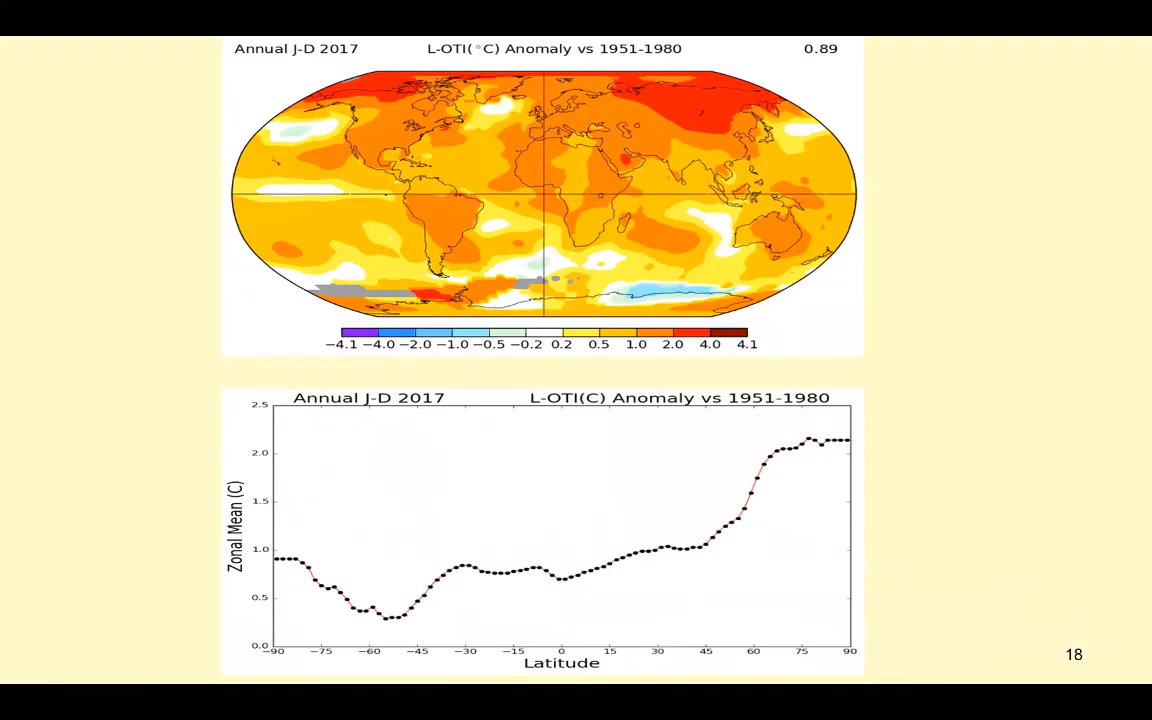 Annual J-D 2017 L-OTI(°C) Anomaly vs 1951-1980 0.89
−4.1 −4.0 −2.0 −1.0 −0.5 −0.2 0.2 0.5 1.0 2.0 4.0 4.1
Annual J-D 2017 L-OTI(C) Anomaly vs 1951-1980
2.5
2.0
1.5
1.0
0.5
0.0
Zonal Mean (C)
−90 −75 −60 −45 −30 −15 0 15 30 45 60 75 90
Latitude
18